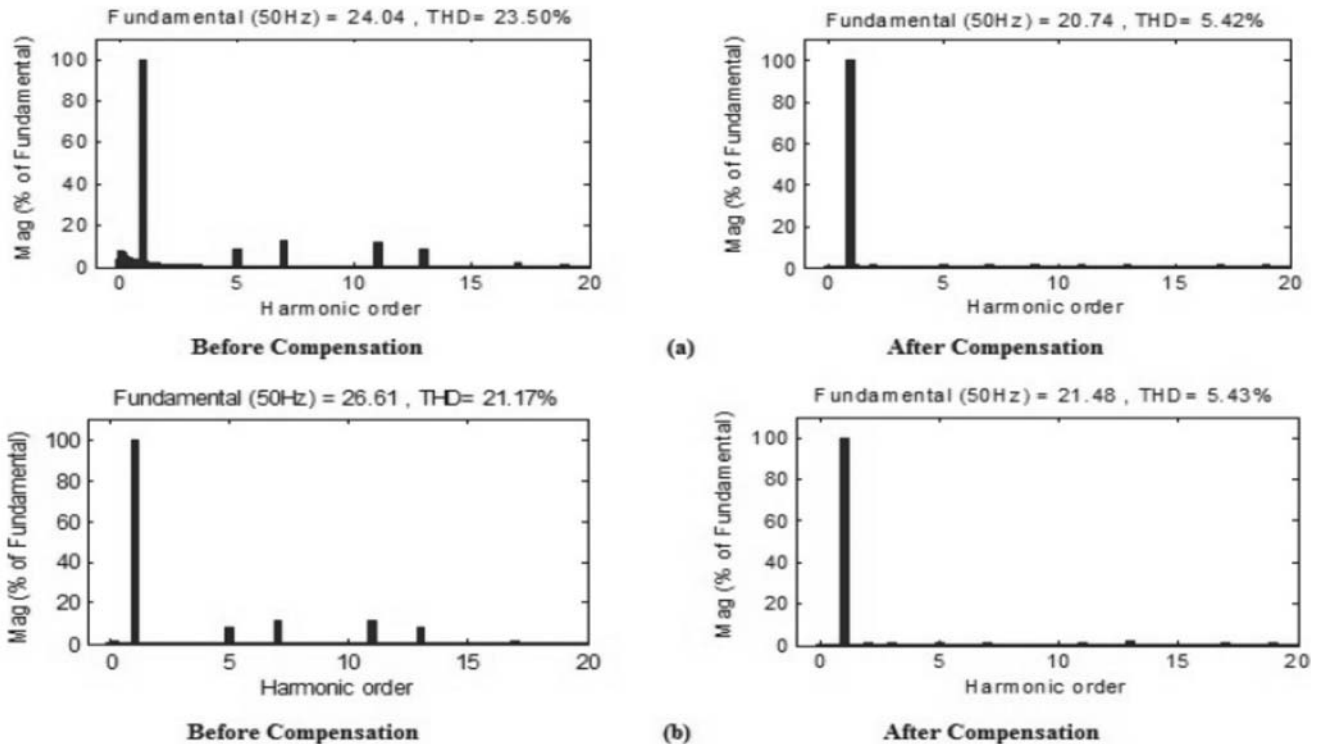 Fundamental (50Hz) = 24.04 , THD= 23.50%
Mag (% of Fundamental)
100
80
60
40
20
0
0 5 10 15 20
Harmonic order
Before Compensation
Fundamental (50Hz) = 20.74 , THD= 5.42%
Mag (% of Fundamental)
100
80
60
40
20
0
0 5 10 15 20
Harmonic order
(a)
After Compensation
Fundamental (50Hz) = 26.61 , THD= 21.17%
Mag (% of Fundamental)
100
80
60
40
20
0
0 5 10 15 20
Harmonic order
Before Compensation
Fundamental (50Hz) = 21.48 , THD= 5.43%
Mag (% of Fundamental)
100
80
60
40
20
0
0 5 10 15 20
Harmonic order
(b)
After Compensation